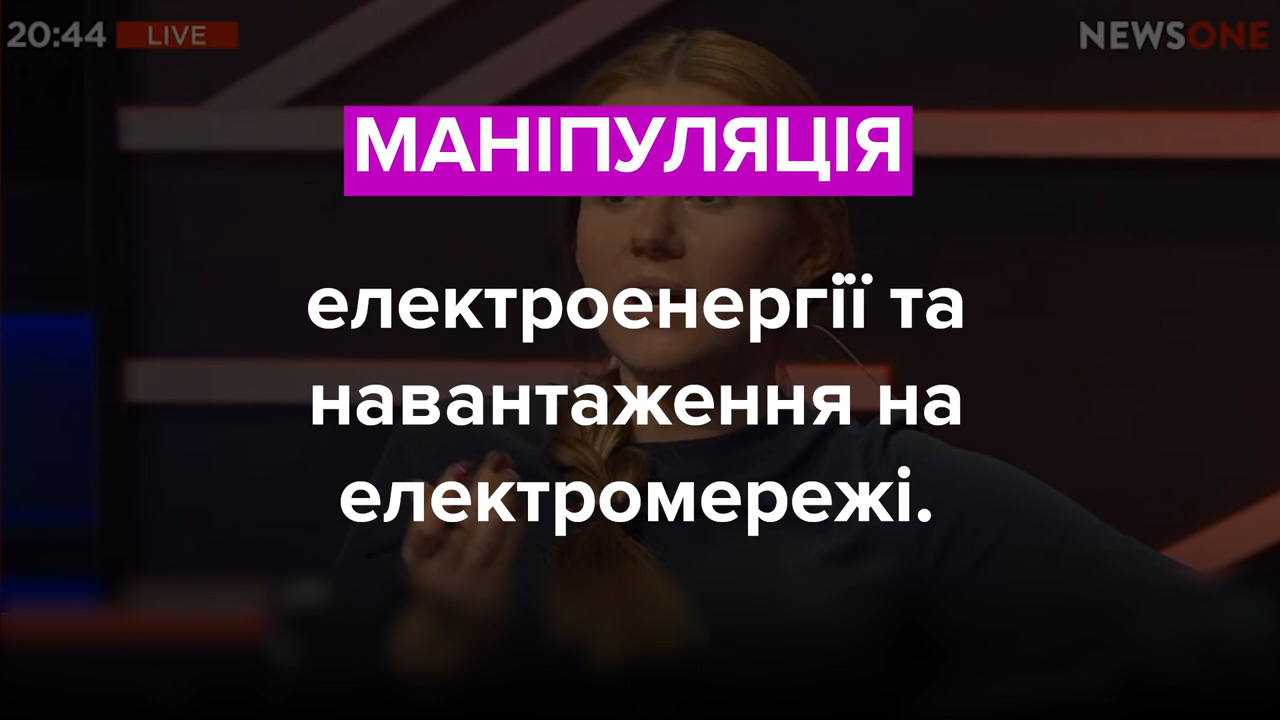 20:44 LIVE
NEWSONE
МАНІПУЛЯЦІЯ
електроенергії та
навантаження на
електромережі.